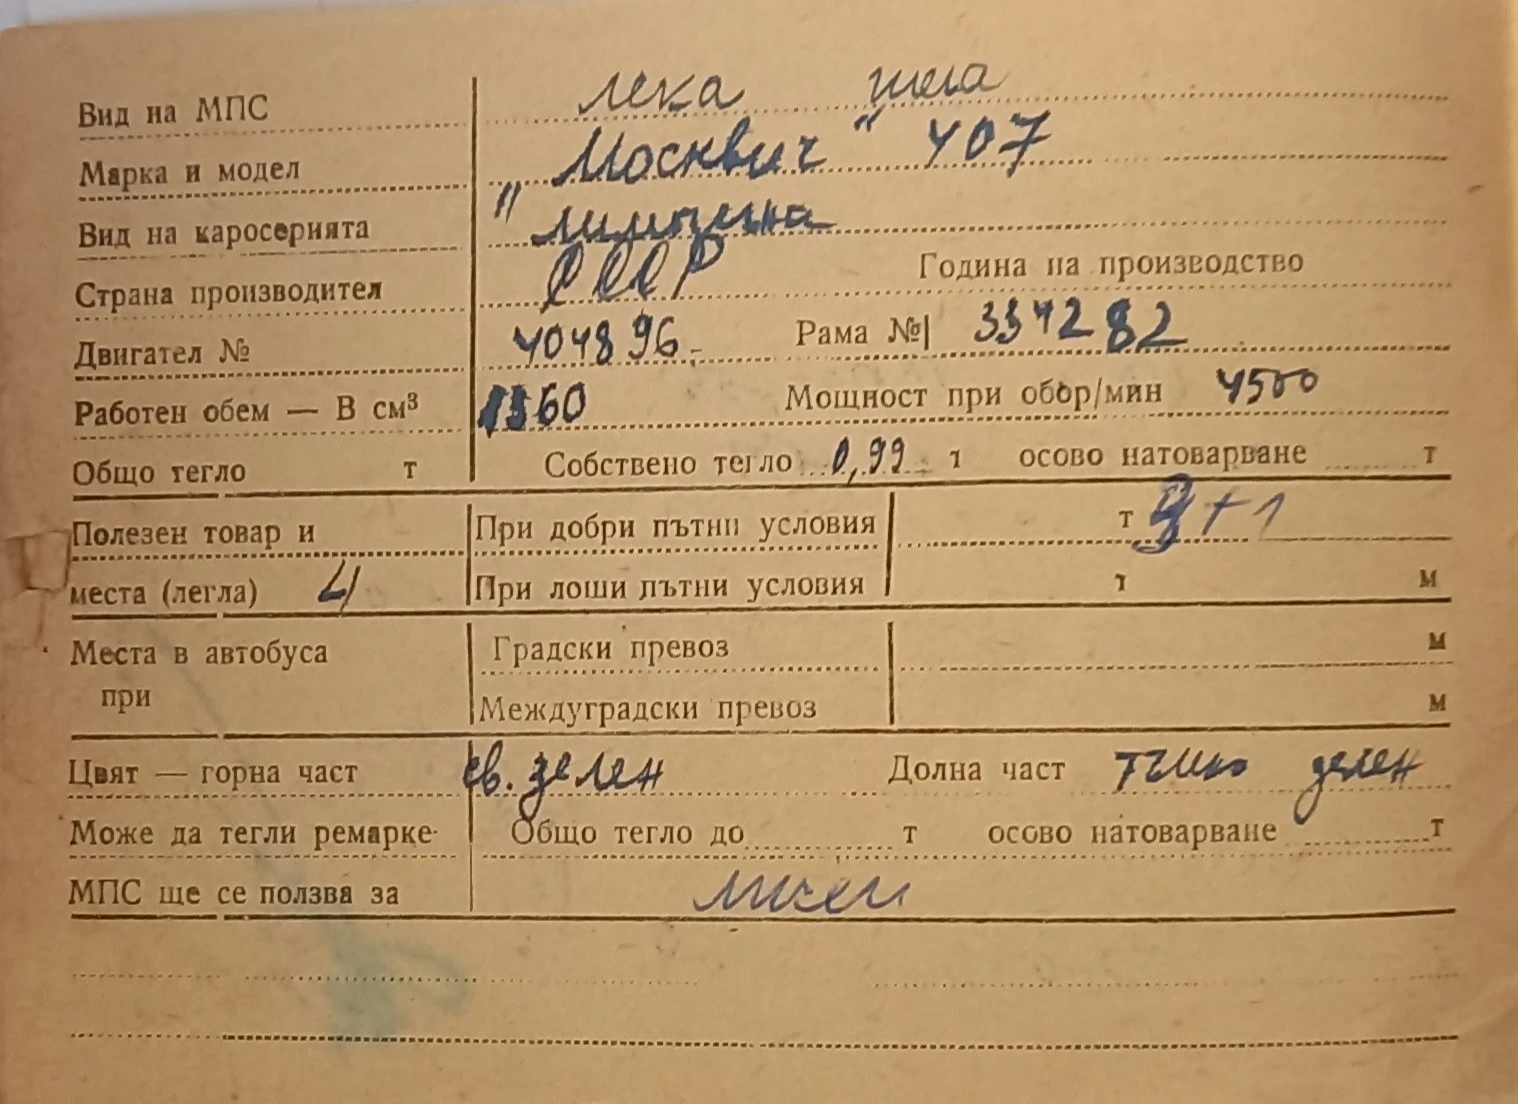 Вид на МПС лека кола
Марка и модел "Москвич" 407
Вид на каросерията лимузина
Страна производител СССР Година на производство
Двигател № 404896 Рама № 334282
Работен обем — В см³ 1360 Мощност при обор/мин 4500
Общо тегло т Собствено тегло 0,99 т осово натоварване т
Полезен товар и При добри пътни условия т 3+1
места (легла) 4 При лоши пътни условия т м
Места в автобуса Градски превоз м
при Междуградски превоз м
Цвят — горна част св. зелен Долна част тъмно зелен
Може да тегли ремарке Общо тегло до т осово натоварване т
МПС ще се ползва за